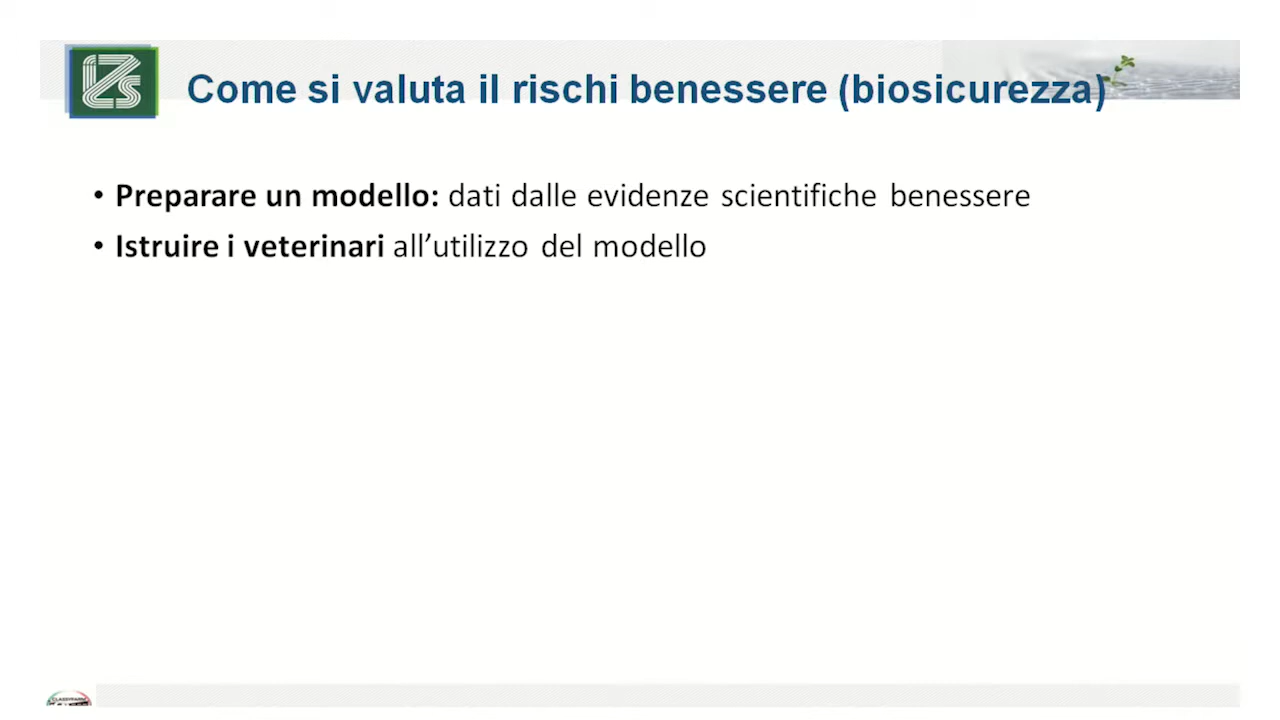 Come si valuta il rischi benessere (biosicurezza)
• Preparare un modello: dati dalle evidenze scientifiche benessere
• Istruire i veterinari all’utilizzo del modello
CLASSYFARM